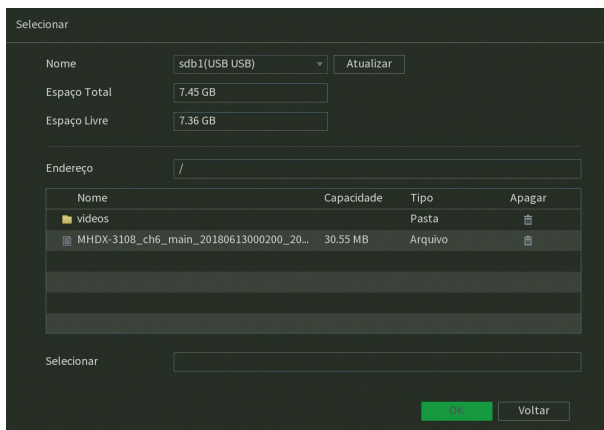 Selecionar
Nome sdb1(USB USB) Atualizar
Espaço Total 7.45 GB
Espaço Livre 7.36 GB
Endereço /
Nome Capacidade Tipo Apagar
videos Pasta
MHDX-3108_ch6_main_20180613000200_20... 30.55 MB Arquivo
Selecionar
OK Voltar